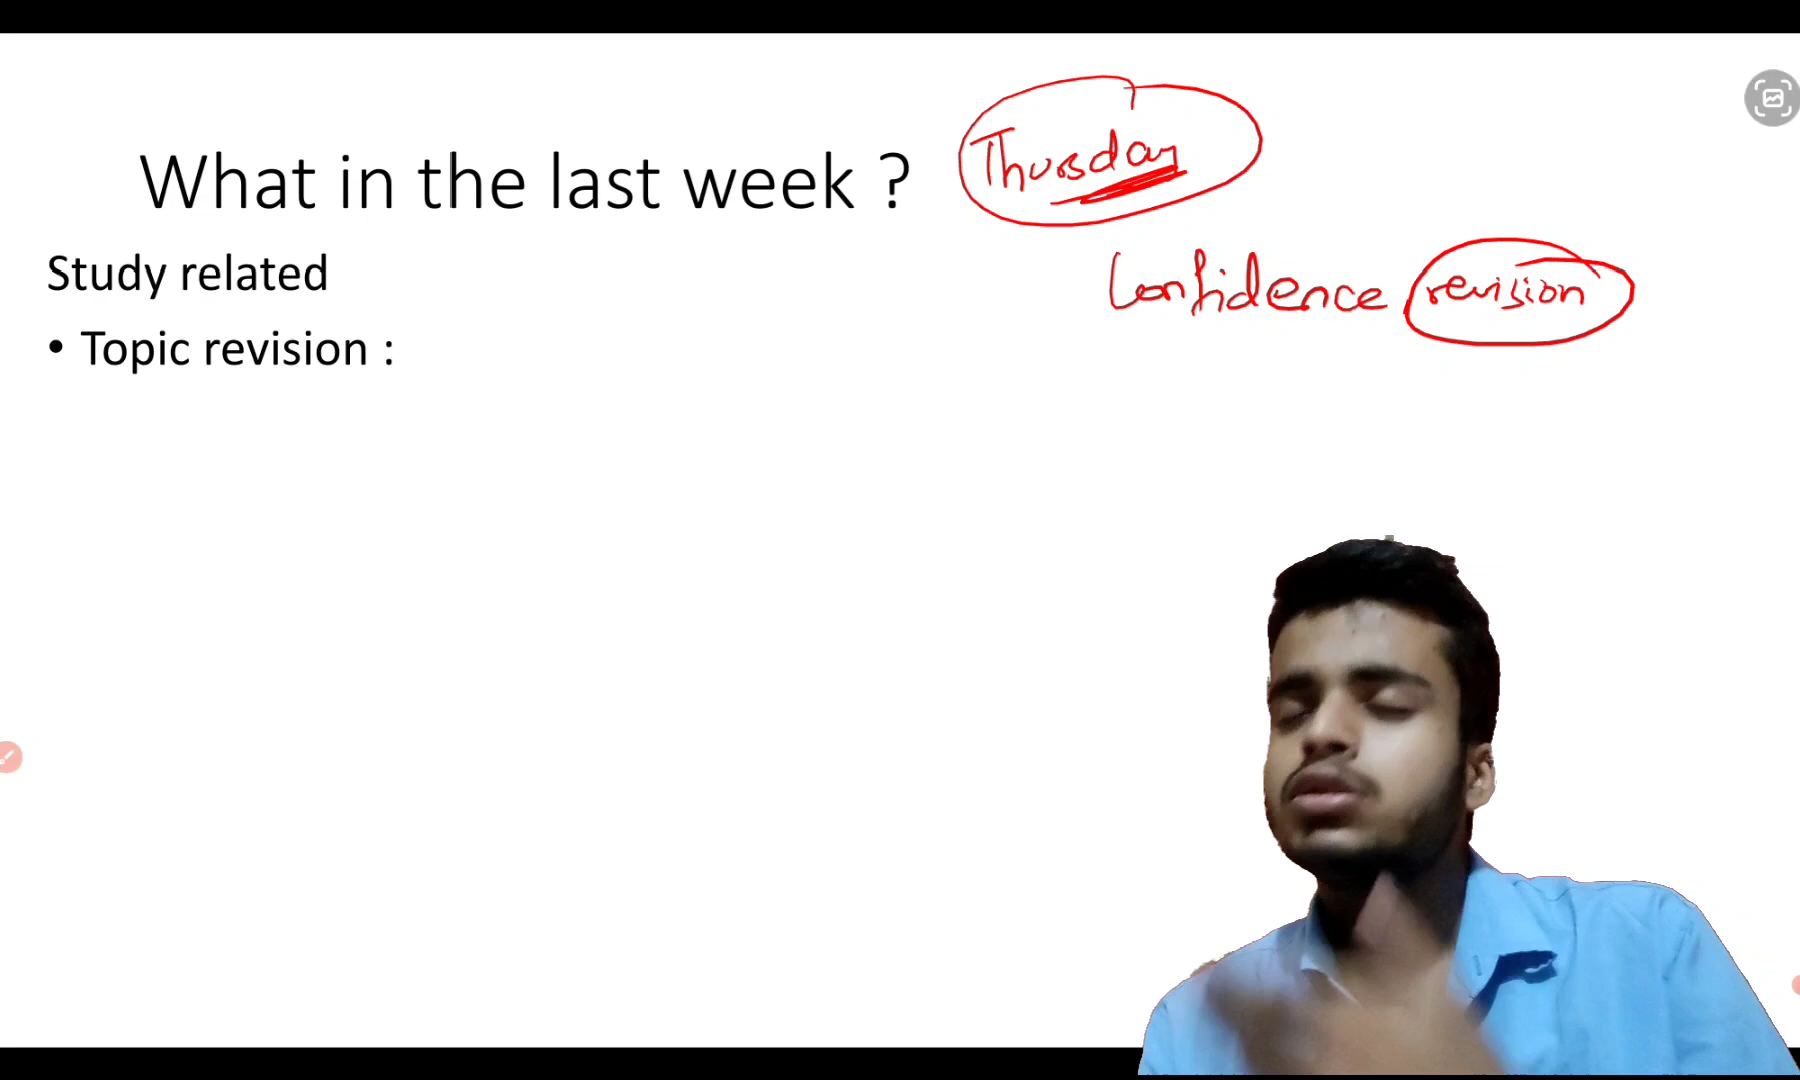 What in the last week ?
Thursday
Study related
Confidence revision
• Topic revision :